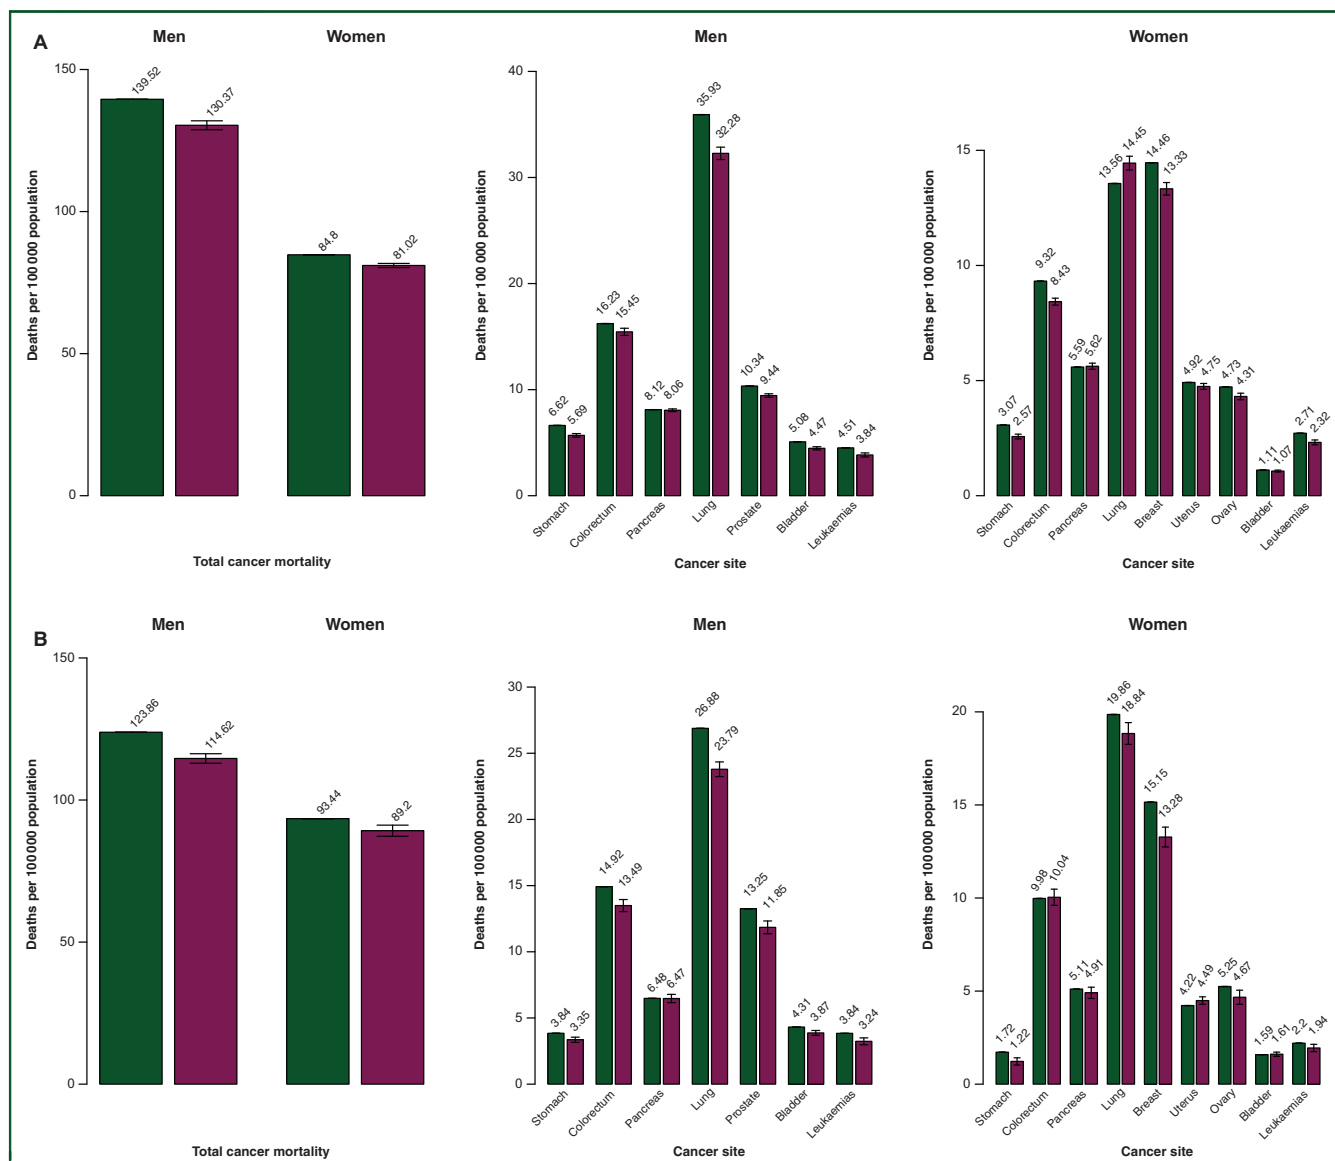 A
Men
Women
Men
Women
Deaths per 100 000 population
150
100
50
0
139.52
130.37
84.8
81.02
Total cancer mortality
Deaths per 100 000 population
40
30
20
10
0
6.62
5.69
16.23
15.45
8.12
8.06
35.93
32.28
10.34
9.44
5.08
4.47
4.51
3.84
Stomach
Colorectum
Pancreas
Lung
Prostate
Bladder
Leukaemias
Cancer site
Deaths per 100 000 population
15
10
5
0
3.07
2.57
9.32
8.43
5.59
5.62
13.56
14.45
14.46
13.33
4.92
4.75
4.73
4.31
1.11
1.07
2.71
2.32
Stomach
Colorectum
Pancreas
Lung
Breast
Uterus
Ovary
Bladder
Leukaemias
Cancer site
B
Men
Women
Men
Women
Deaths per 100 000 population
150
100
50
0
123.86
114.62
93.44
89.2
Total cancer mortality
Deaths per 100 000 population
30
25
20
15
10
5
0
3.84
3.35
14.92
13.49
6.48
6.47
26.88
23.79
13.25
11.85
4.31
3.87
3.84
3.24
Stomach
Colorectum
Pancreas
Lung
Prostate
Bladder
Leukaemias
Cancer site
Deaths per 100 000 population
20
15
10
5
0
1.72
1.22
9.98
10.04
5.11
4.91
19.86
18.84
15.15
13.28
4.22
4.49
5.25
4.67
1.59
1.61
2.2
1.94
Stomach
Colorectum
Pancreas
Lung
Breast
Uterus
Ovary
Bladder
Leukaemias
Cancer site